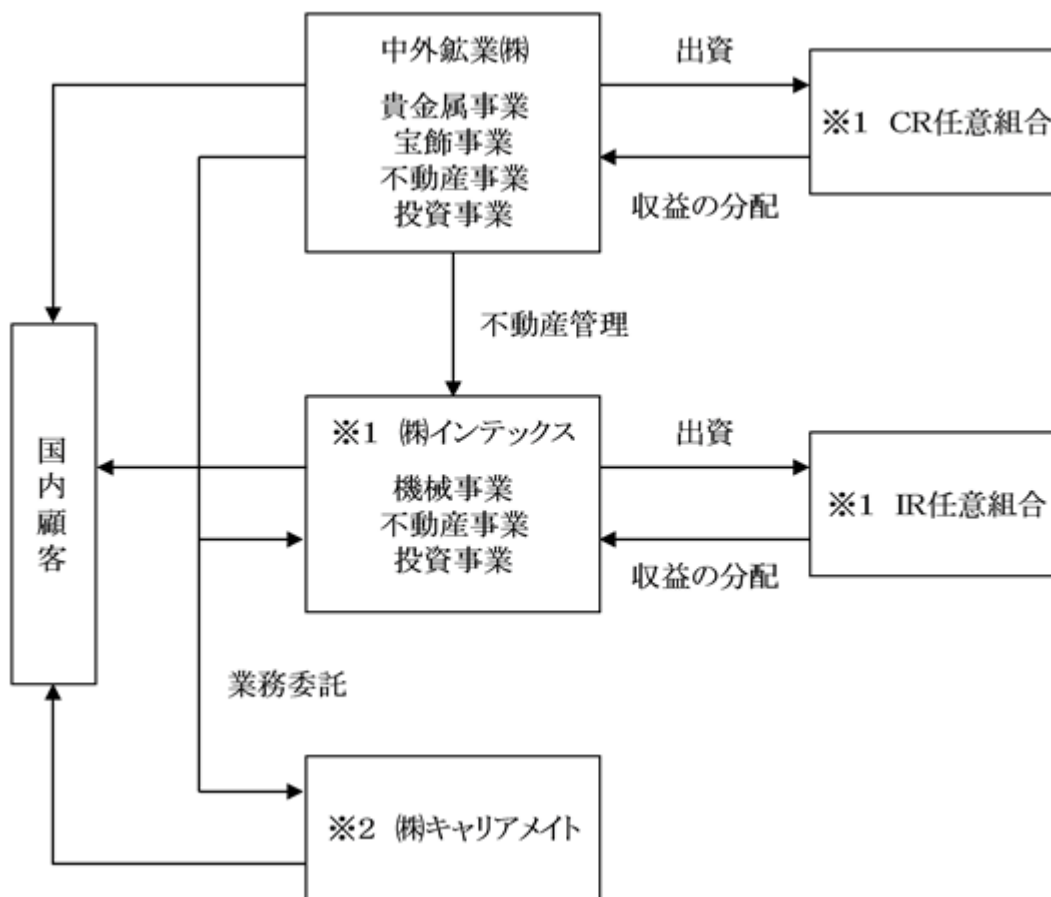 中外鉱業㈱
貴金属事業
宝飾事業
不動産事業
投資事業
出資
※1 CR任意組合
収益の分配
不動産管理
国内顧客
※1 ㈱インテックス
機械事業
不動産事業
投資事業
出資
※1 IR任意組合
収益の分配
業務委託
※2 ㈱キャリアメイト